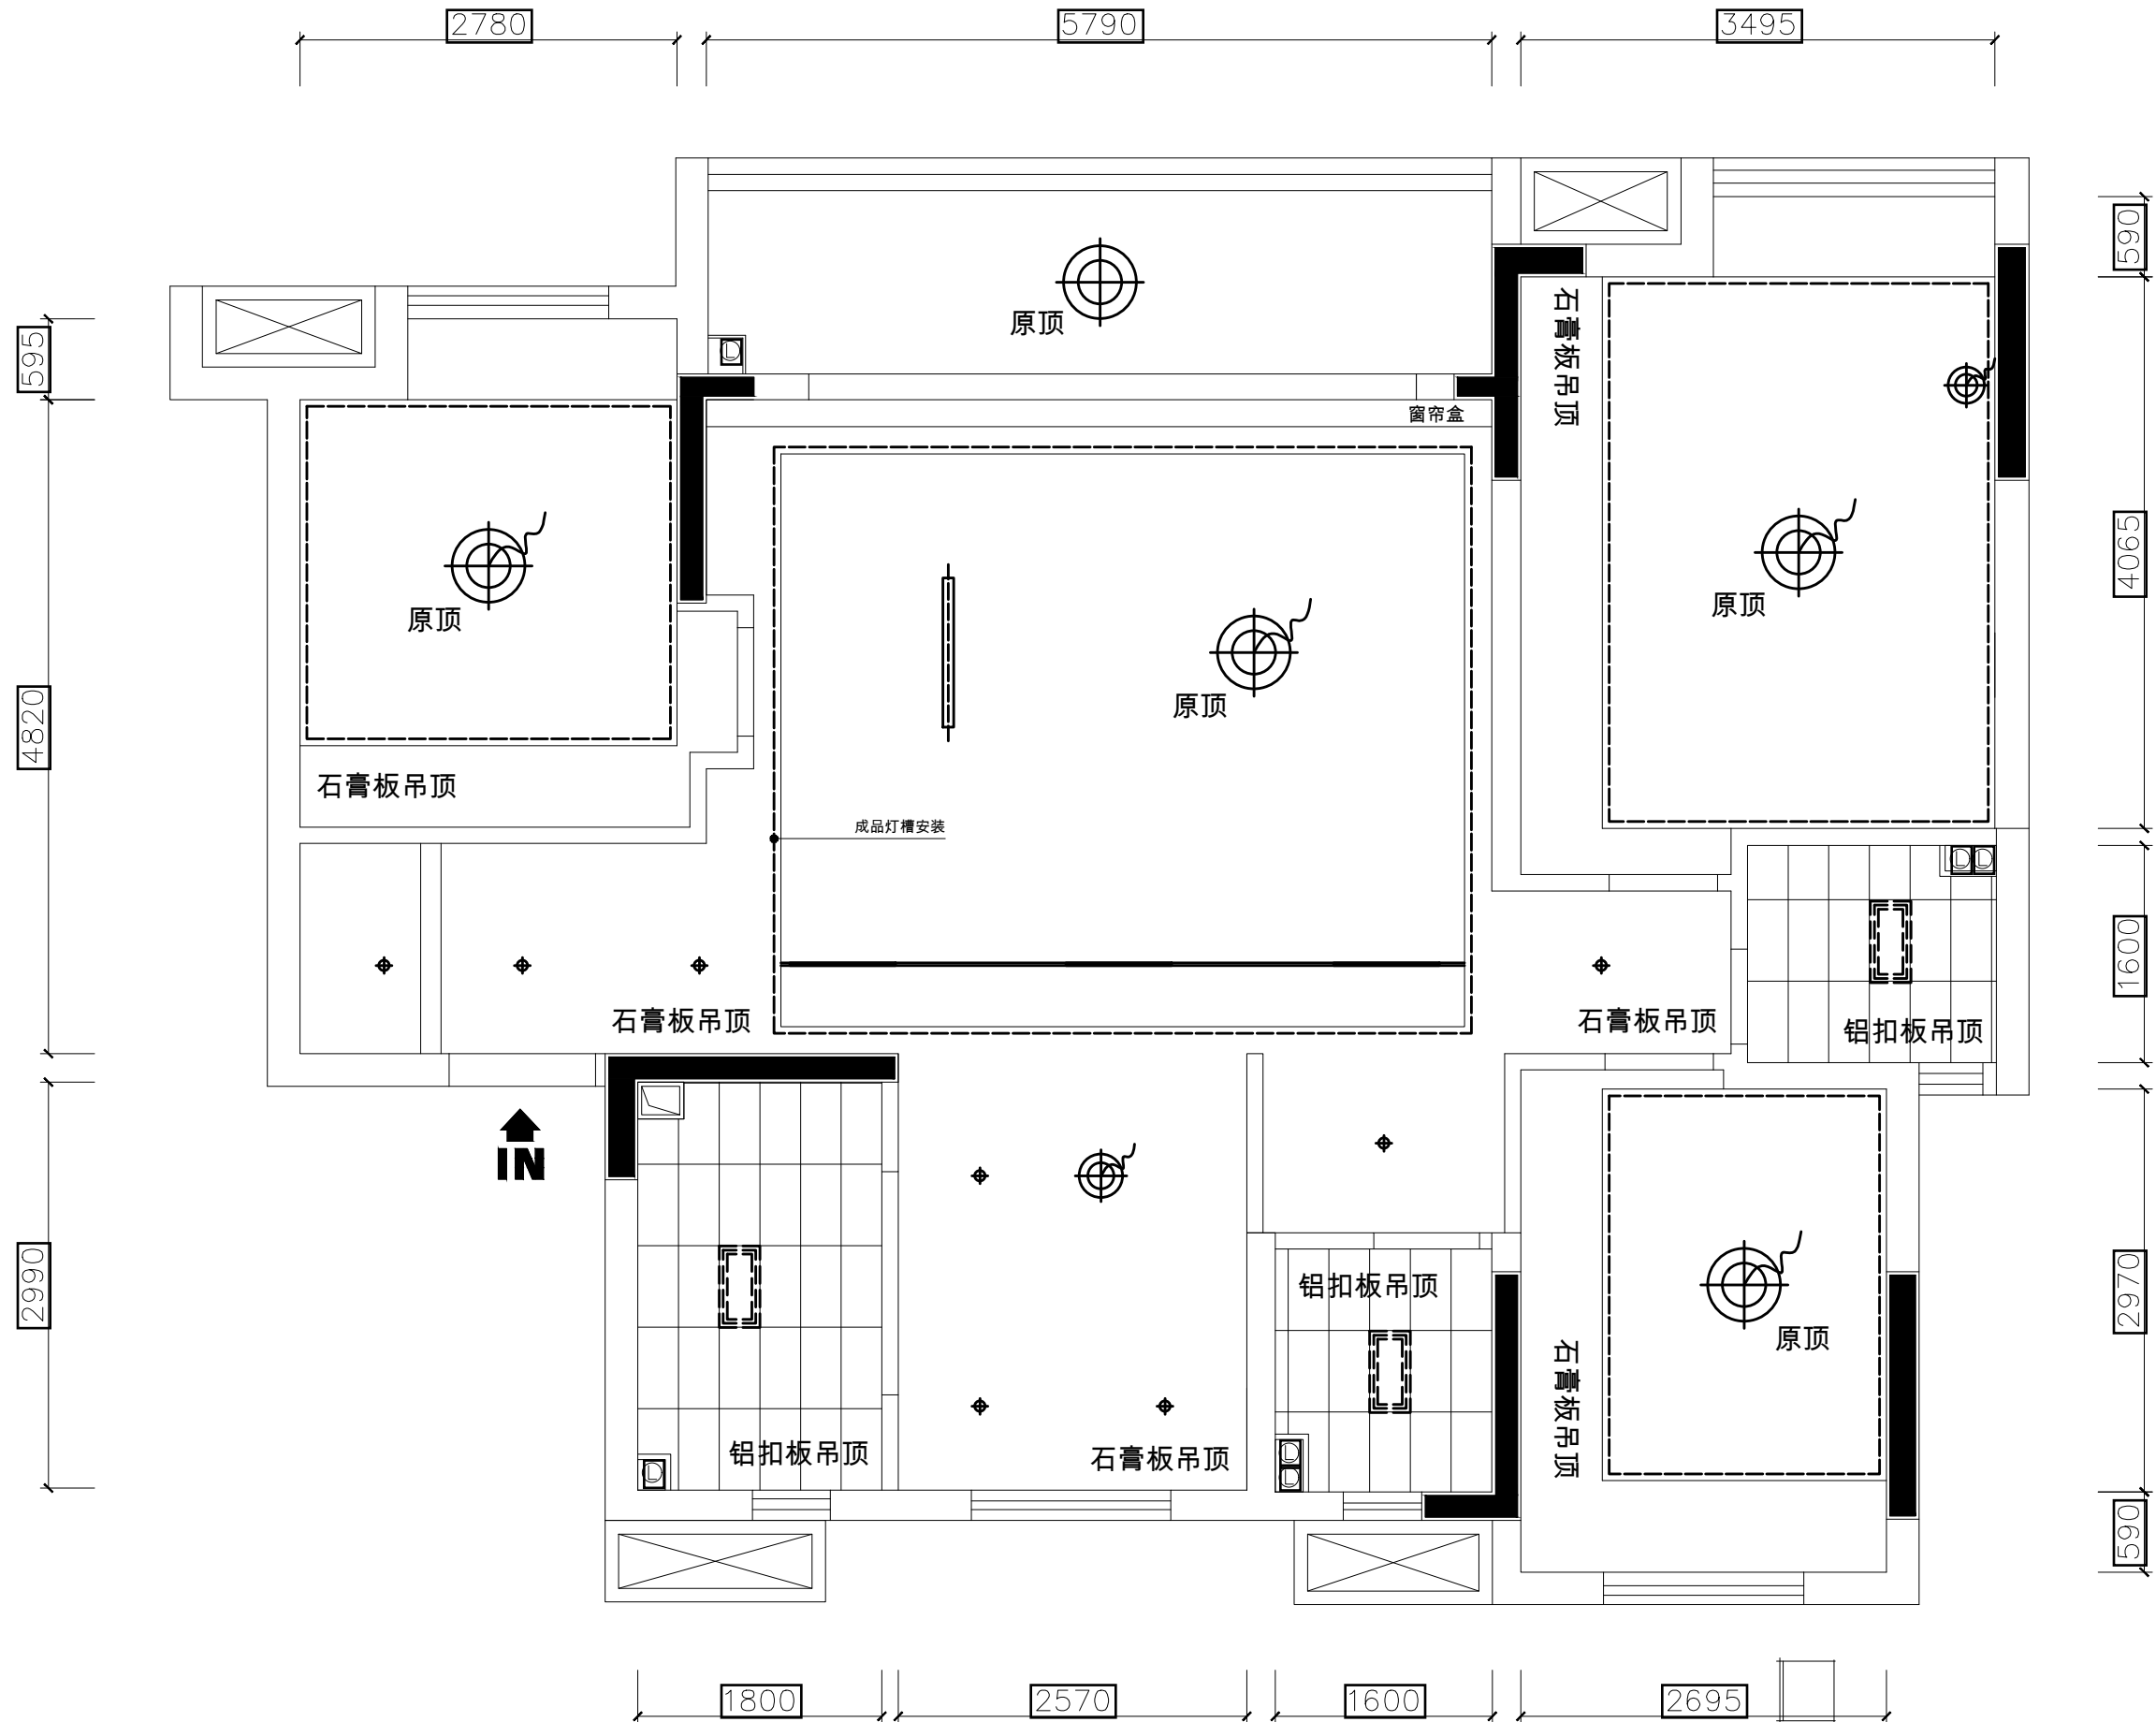 2780
5790
3495
590
595
原顶
石膏板吊顶
窗帘盒
4065
原顶
原顶
原顶
4820
石膏板吊顶
成品灯槽安装
1600
石膏板吊顶
石膏板吊顶
铝扣板吊顶
IN
2990
铝扣板吊顶
2970
原顶
石膏板吊顶
铝扣板吊顶
石膏板吊顶
590
1800
2570
1600
2695